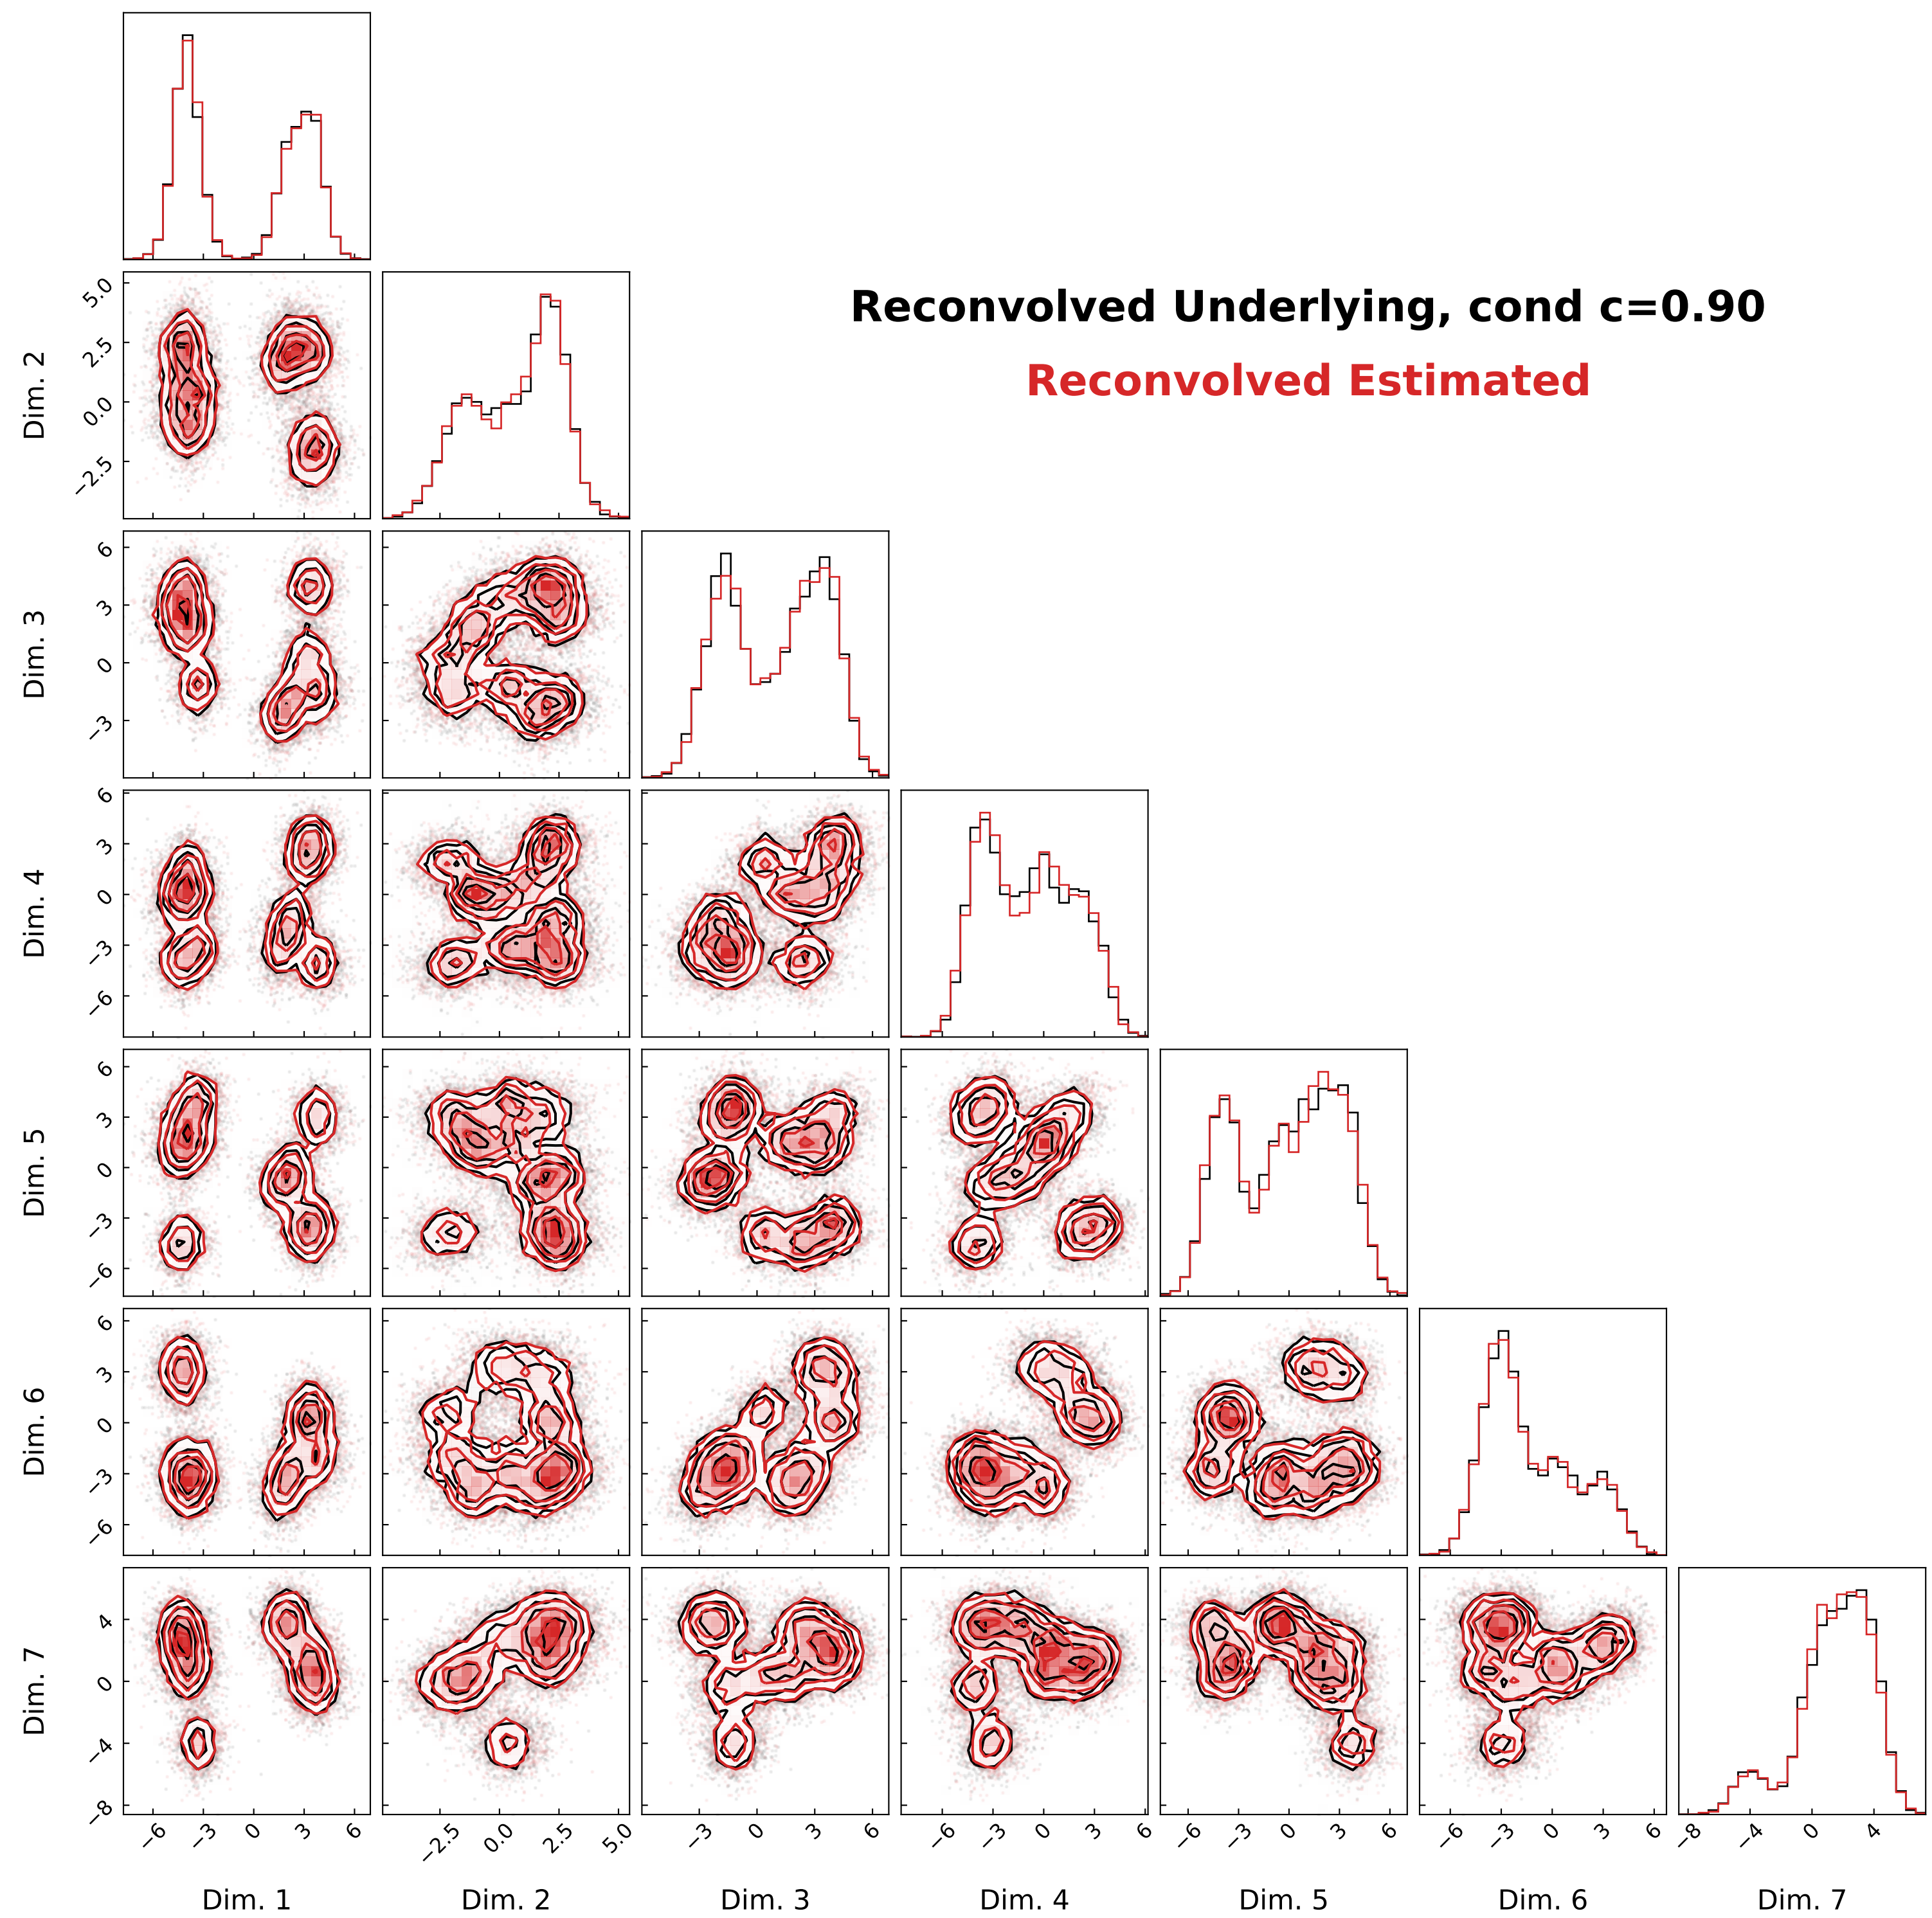 5.0
2.5
0.0
−2.5
Dim. 2
Reconvolved Underlying, cond c=0.90
Reconvolved Estimated
6
3
0
−3
Dim. 3
6
3
0
−3
−6
Dim. 4
6
3
0
−3
−6
Dim. 5
6
3
0
−3
−6
Dim. 6
4
0
−4
−8
Dim. 7
−6 −3 0 3 6 −2.5 0.0 2.5 5.0 −3 0 3 6 −6 −3 0 3 6 −6 −3 0 3 6 −6 −3 0 3 6 −8 −4 0 4
Dim. 1 Dim. 2 Dim. 3 Dim. 4 Dim. 5 Dim. 6 Dim. 7